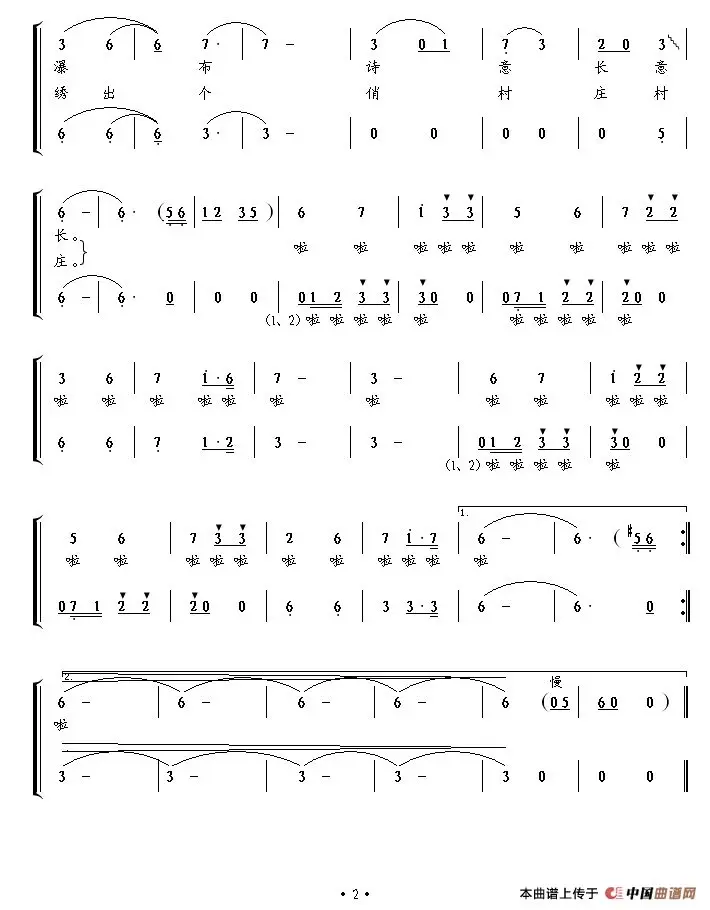 3 6 6 | 7· | 7 - | 3 0 1 | 7 3 | 2 0 3 |
瀑 布 诗 意 长 意
绣 出 个 俏 村 庄 村
6 6 6 | 3· | 3 - | 0 0 | 0 0 | 0 5 |
6 - | 6· (5 6 | 1 2 3 5) | 6 7 | i 3 3 | 5 6 | 7 2 2 |
长。
啦 啦 啦 啦 啦 啦 啦 啦 啦 啦
庄。
6 - | 6· 0 | 0 0 | 0 1 2 3 3 | 3 0 0 | 0 7 1 2 2 | 2 0 0 |
(1、2) 啦 啦 啦 啦 啦 啦 啦 啦 啦 啦
3 6 | 7 i·6 | 7 - | 3 - | 6 7 | i 2 2 |
啦 啦 啦 啦 啦 啦 啦 啦 啦 啦 啦 啦
6 6 | 7 1·2 | 3 - | 3 - | 0 1 2 3 3 | 3 0 0 |
(1、2) 啦 啦 啦 啦 啦
1.
5 6 | 7 3 3 | 2 6 | 7 i·7 | 6 - | 6· (#5 6 :|
啦 啦 啦 啦 啦 啦 啦 啦 啦 啦 啦
0 7 1 2 2 | 2 0 0 | 6 6 | 3 3·3 | 6 - | 6· 0 :|
2. 慢
6 - | 6 - | 6 - | 6 - | 6 (0 5 | 6 0 0) ||
啦
3 - | 3 - | 3 - | 3 - | 3 0 | 0 0 ||
· 2 ·
本曲谱上传于 中国曲谱网